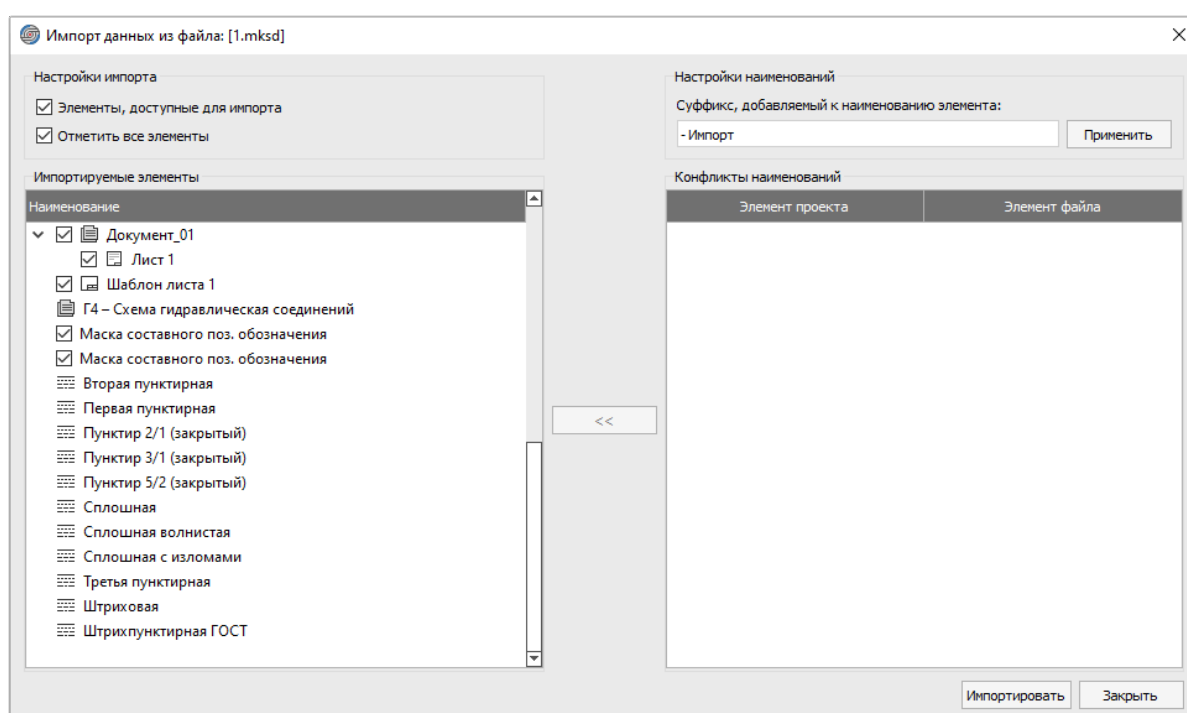 Импорт данных из файла: [1.mksd]
Настройки импорта
Элементы, доступные для импорта
Отметить все элементы
Настройки наименований
Суффикс, добавляемый к наименованию элемента:
- Импорт
Применить
Импортируемые элементы
Наименование
Документ_01
Лист 1
Шаблон листа 1
Г4 – Схема гидравлическая соединений
Маска составного поз. обозначения
Маска составного поз. обозначения
Вторая пунктирная
Первая пунктирная
Пунктир 2/1 (закрытый)
Пунктир 3/1 (закрытый)
Пунктир 5/2 (закрытый)
Сплошная
Сплошная волнистая
Сплошная с изломами
Третья пунктирная
Штриховая
Штрихпунктирная ГОСТ
<<
Конфликты наименований
Элемент проекта Элемент файла
Импортировать Закрыть